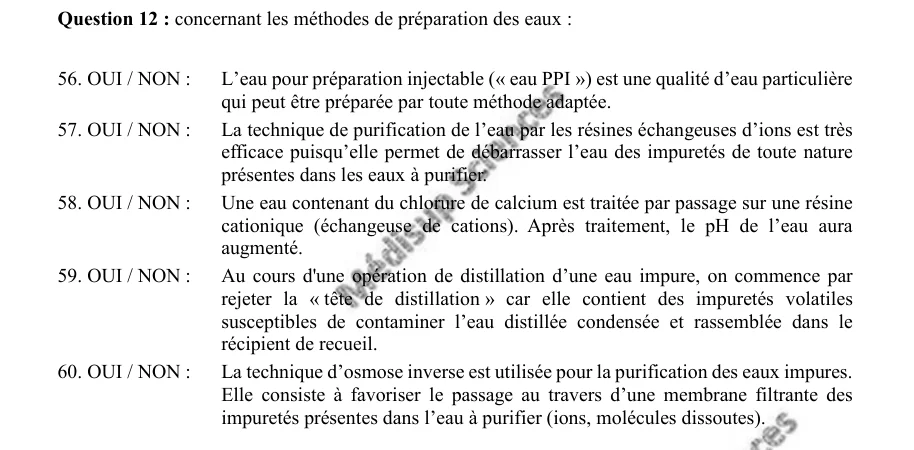 Question 12 : concernant les méthodes de préparation des eaux :
56. OUI / NON : L’eau pour préparation injectable (« eau PPI ») est une qualité d’eau particulière
qui peut être préparée par toute méthode adaptée.
57. OUI / NON : La technique de purification de l’eau par les résines échangeuses d’ions est très
efficace puisqu’elle permet de débarrasser l’eau des impuretés de toute nature
présentes dans les eaux à purifier.
58. OUI / NON : Une eau contenant du chlorure de calcium est traitée par passage sur une résine
cationique (échangeuse de cations). Après traitement, le pH de l’eau aura
augmenté.
59. OUI / NON : Au cours d'une opération de distillation d’une eau impure, on commence par
rejeter la « tête de distillation » car elle contient des impuretés volatiles
susceptibles de contaminer l’eau distillée condensée et rassemblée dans le
récipient de recueil.
60. OUI / NON : La technique d’osmose inverse est utilisée pour la purification des eaux impures.
Elle consiste à favoriser le passage au travers d’une membrane filtrante des
impuretés présentes dans l’eau à purifier (ions, molécules dissoutes).
Médisup Sciences